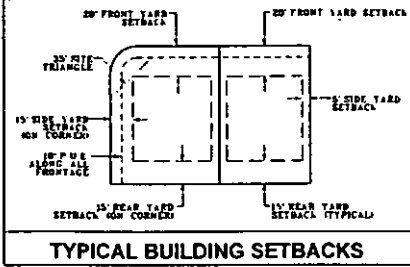 20' FRONT YARD
SETBACK
20' FRONT YARD SETBACK
35' SITE
TRIANGLE
15' SIDE YARD
SETBACK
(ON CORNER)
5' SIDE YARD
SETBACK
10' P.U.E
ALONG ALL
FRONTAGE
15' REAR YARD
SETBACK (ON CORNER)
15' REAR YARD
SETBACK (TYPICAL)
TYPICAL BUILDING SETBACKS